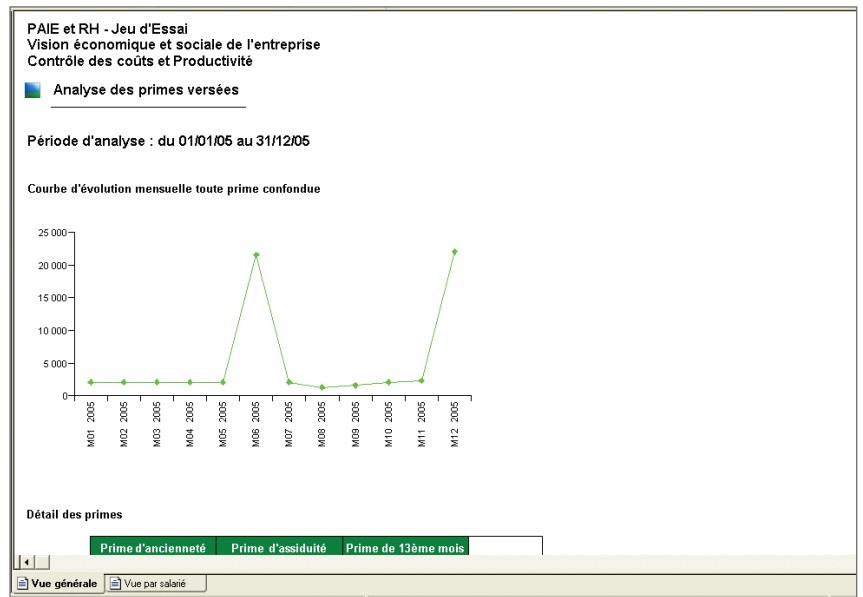 PAIE et RH - Jeu d'Essai
Vision économique et sociale de l'entreprise
Contrôle des coûts et Productivité
Analyse des primes versées
Période d'analyse : du 01/01/05 au 31/12/05
Courbe d'évolution mensuelle toute prime confondue
25 000
20 000
15 000
10 000
5 000
0
M01 2005
M02 2005
M03 2005
M04 2005
M05 2005
M06 2005
M07 2005
M08 2005
M09 2005
M10 2005
M11 2005
M12 2005
Détail des primes
Prime d'ancienneté Prime d'assiduité Prime de 13ème mois
Vue générale Vue par salarié